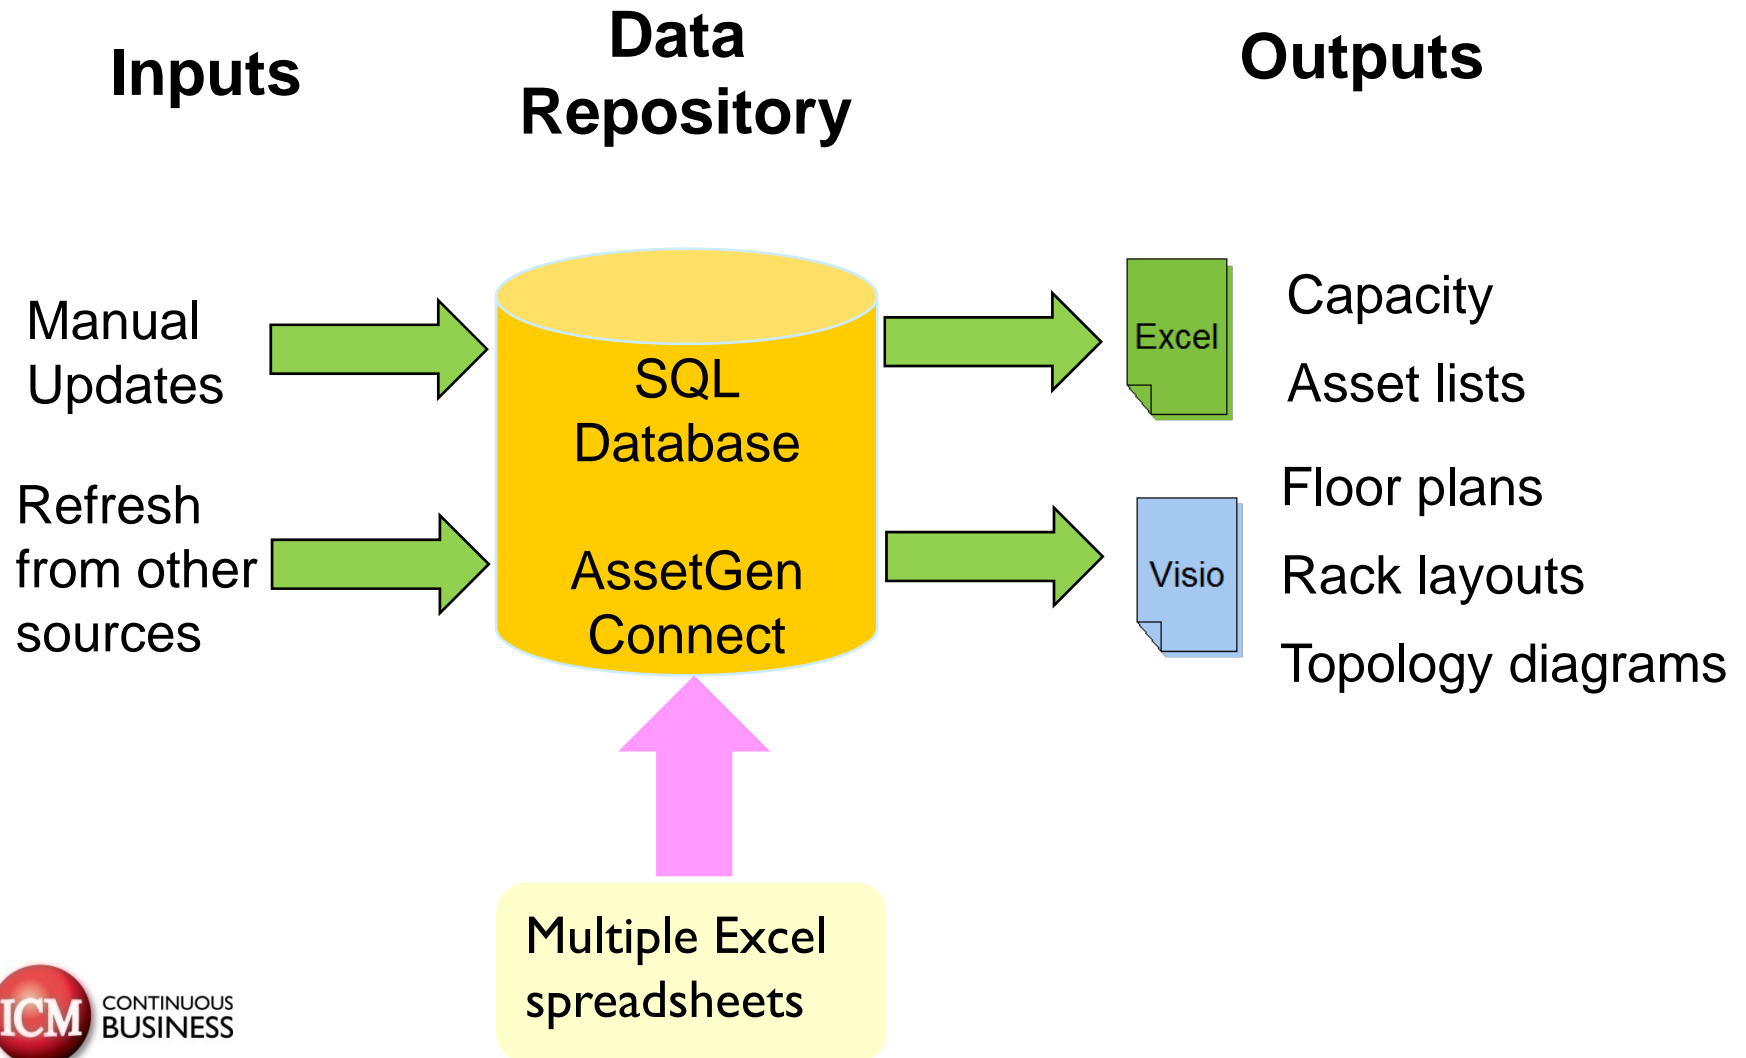 Inputs
Data
Repository
Outputs
Manual
Updates
Refresh
from other
sources
SQL
Database
AssetGen
Connect
Excel
Visio
Capacity
Asset lists
Floor plans
Rack layouts
Topology diagrams
Multiple Excel
spreadsheets
ICM
CONTINUOUS
BUSINESS